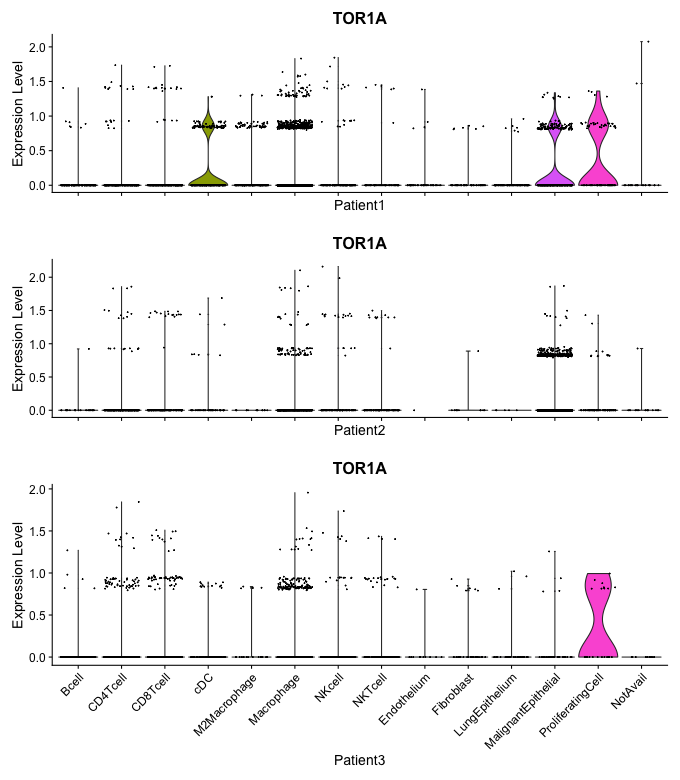 TOR1A
Expression Level
2.0
1.5
1.0
0.5
0.0
Patient1
TOR1A
Expression Level
2.0
1.5
1.0
0.5
0.0
Patient2
TOR1A
Expression Level
2.0
1.5
1.0
0.5
0.0
Bcell
CD4Tcell
CD8Tcell
cDC
M2Macrophage
Macrophage
NKcell
NKTcell
Endothelium
Fibroblast
LungEpithelium
MalignantEpithelial
ProliferatingCell
NotAvail
Patient3